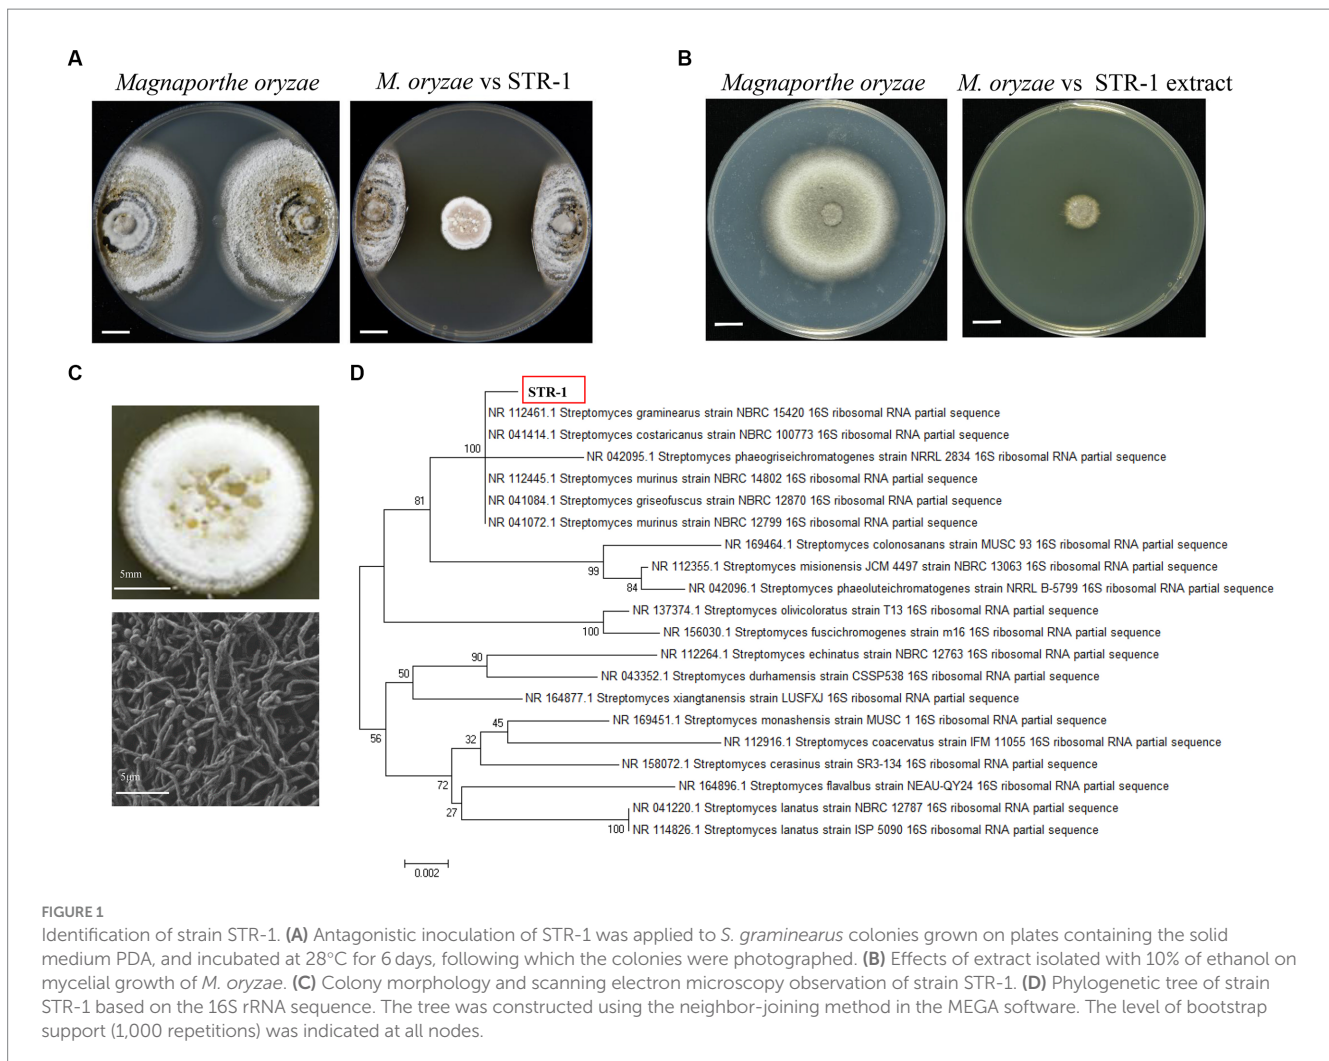 A
Magnaporthe oryzae
M. oryzae vs STR-1
B
Magnaporthe oryzae
M. oryzae vs STR-1 extract
C
5mm
5μm
D
STR-1
NR 112461.1 Streptomyces graminearus strain NBRC 15420 16S ribosomal RNA partial sequence
NR 041414.1 Streptomyces costaricanus strain NBRC 100773 16S ribosomal RNA partial sequence
100
NR 042095.1 Streptomyces phaeogriseichromatogenes strain NRRL 2834 16S ribosomal RNA partial sequence
NR 112445.1 Streptomyces murinus strain NBRC 14802 16S ribosomal RNA partial sequence
81
NR 041084.1 Streptomyces griseofuscus strain NBRC 12870 16S ribosomal RNA partial sequence
NR 041072.1 Streptomyces murinus strain NBRC 12799 16S ribosomal RNA partial sequence
NR 169464.1 Streptomyces colonosanans strain MUSC 93 16S ribosomal RNA partial sequence
99
NR 112355.1 Streptomyces misionensis JCM 4497 strain NBRC 13063 16S ribosomal RNA partial sequence
84
NR 042096.1 Streptomyces phaeoluteichromatogenes strain NRRL B-5799 16S ribosomal RNA partial sequence
NR 137374.1 Streptomyces olivicoloratus strain T13 16S ribosomal RNA partial sequence
100
NR 156030.1 Streptomyces fuscichromogenes strain m16 16S ribosomal RNA partial sequence
90
NR 112264.1 Streptomyces echinatus strain NBRC 12763 16S ribosomal RNA partial sequence
50
NR 043352.1 Streptomyces durhamensis strain CSSP538 16S ribosomal RNA partial sequence
NR 164877.1 Streptomyces xiangtanensis strain LUSFXJ 16S ribosomal RNA partial sequence
56
45
NR 169451.1 Streptomyces monashensis strain MUSC 1 16S ribosomal RNA partial sequence
32
NR 112916.1 Streptomyces coacervatus strain IFM 11055 16S ribosomal RNA partial sequence
NR 158072.1 Streptomyces cerasinus strain SR3-134 16S ribosomal RNA partial sequence
72
NR 164896.1 Streptomyces flavalbus strain NEAU-QY24 16S ribosomal RNA partial sequence
27
NR 041220.1 Streptomyces lanatus strain NBRC 12787 16S ribosomal RNA partial sequence
100
NR 114826.1 Streptomyces lanatus strain ISP 5090 16S ribosomal RNA partial sequence
0.002
FIGURE 1
Identification of strain STR-1. (A) Antagonistic inoculation of STR-1 was applied to S. graminearus colonies grown on plates containing the solid
medium PDA, and incubated at 28°C for 6 days, following which the colonies were photographed. (B) Effects of extract isolated with 10% of ethanol on
mycelial growth of M. oryzae. (C) Colony morphology and scanning electron microscopy observation of strain STR-1. (D) Phylogenetic tree of strain
STR-1 based on the 16S rRNA sequence. The tree was constructed using the neighbor-joining method in the MEGA software. The level of bootstrap
support (1,000 repetitions) was indicated at all nodes.